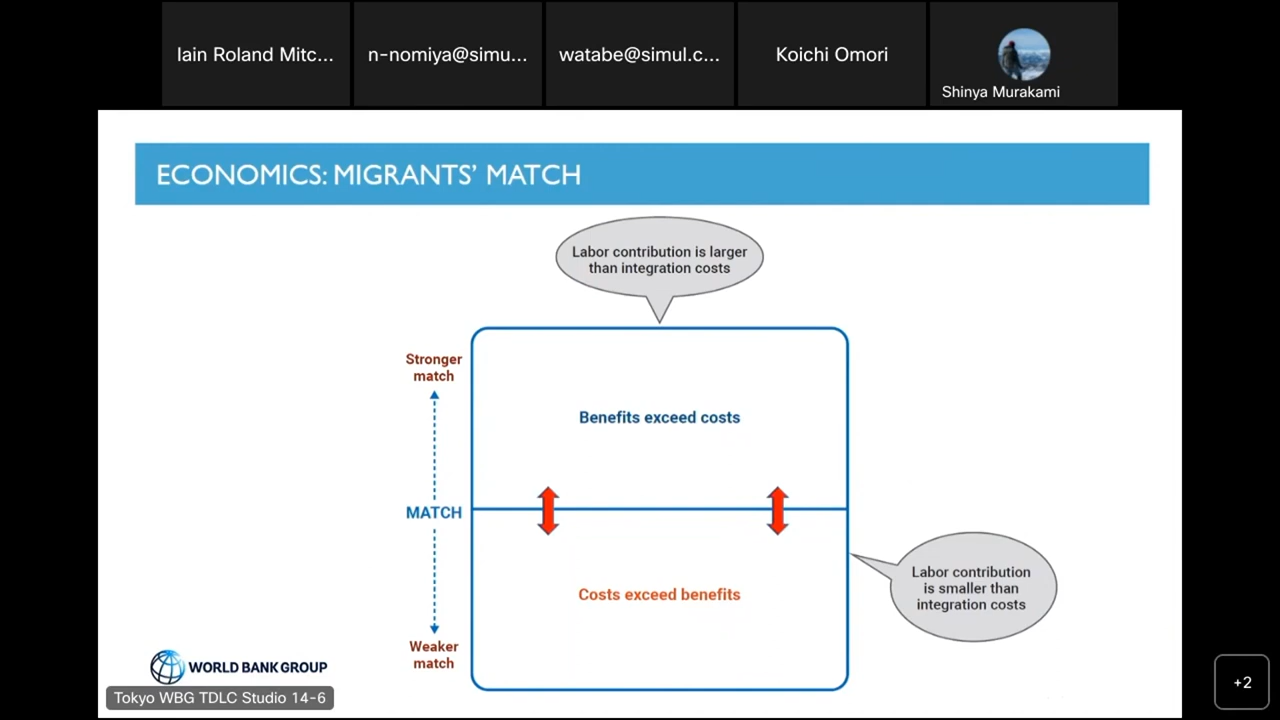 Iain Roland Mitc...
n-nomiya@simu...
watabe@simul.c...
Koichi Omori
Shinya Murakami
ECONOMICS: MIGRANTS’ MATCH
Labor contribution is larger
than integration costs
Stronger
match
Benefits exceed costs
MATCH
Labor contribution
is smaller than
integration costs
Costs exceed benefits
Weaker
match
WORLD BANK GROUP
Tokyo WBG TDLC Studio 14-6
+2